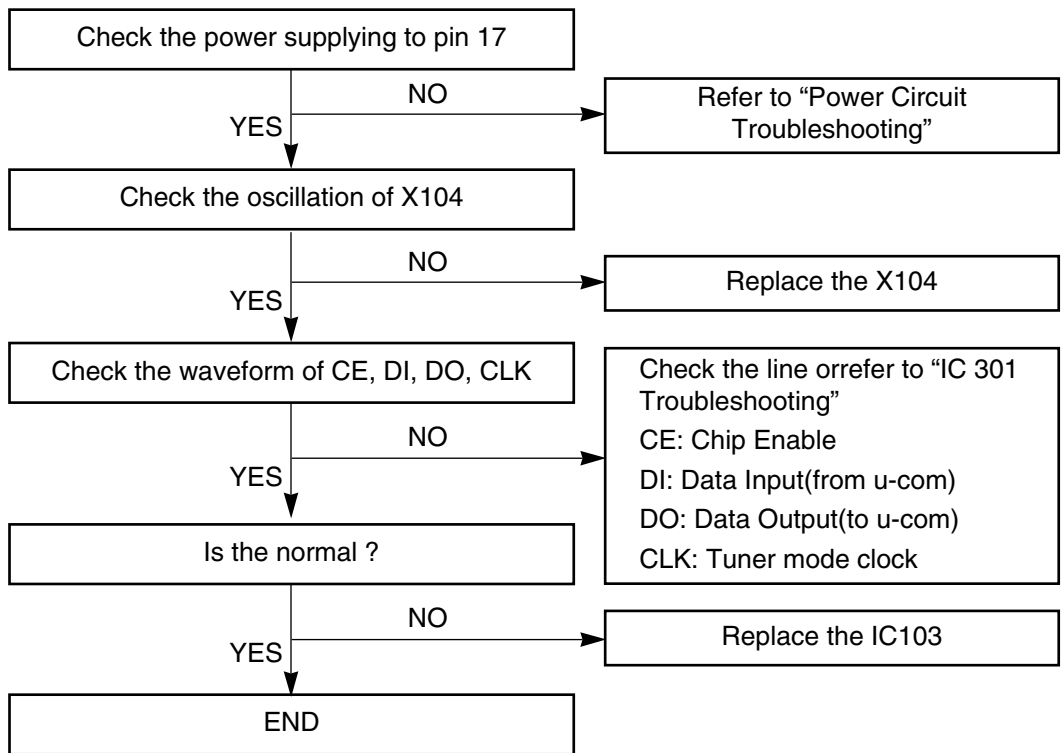 Check the power supplying to pin 17
NO
YES
Refer to “Power Circuit
Troubleshooting”
Check the oscillation of X104
NO
YES
Replace the X104
Check the waveform of CE, DI, DO, CLK
NO
YES
Check the line orrefer to “IC 301
Troubleshooting”
CE: Chip Enable
DI: Data Input(from u-com)
DO: Data Output(to u-com)
CLK: Tuner mode clock
Is the normal ?
NO
YES
Replace the IC103
END